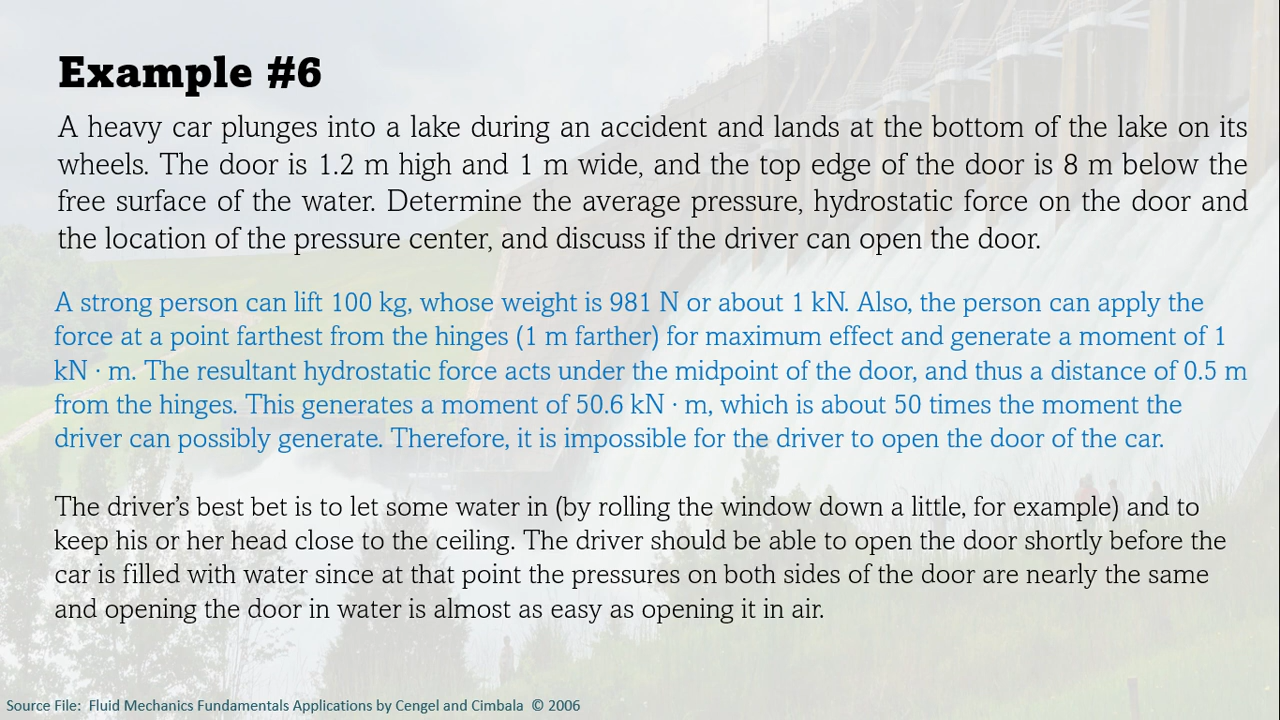 Example #6
A heavy car plunges into a lake during an accident and lands at the bottom of the lake on its
wheels. The door is 1.2 m high and 1 m wide, and the top edge of the door is 8 m below the
free surface of the water. Determine the average pressure, hydrostatic force on the door and
the location of the pressure center, and discuss if the driver can open the door.
A strong person can lift 100 kg, whose weight is 981 N or about 1 kN. Also, the person can apply the
force at a point farthest from the hinges (1 m farther) for maximum effect and generate a moment of 1
kN · m. The resultant hydrostatic force acts under the midpoint of the door, and thus a distance of 0.5 m
from the hinges. This generates a moment of 50.6 kN · m, which is about 50 times the moment the
driver can possibly generate. Therefore, it is impossible for the driver to open the door of the car.
The driver’s best bet is to let some water in (by rolling the window down a little, for example) and to
keep his or her head close to the ceiling. The driver should be able to open the door shortly before the
car is filled with water since at that point the pressures on both sides of the door are nearly the same
and opening the door in water is almost as easy as opening it in air.
Source File: Fluid Mechanics Fundamentals Applications by Cengel and Cimbala © 2006